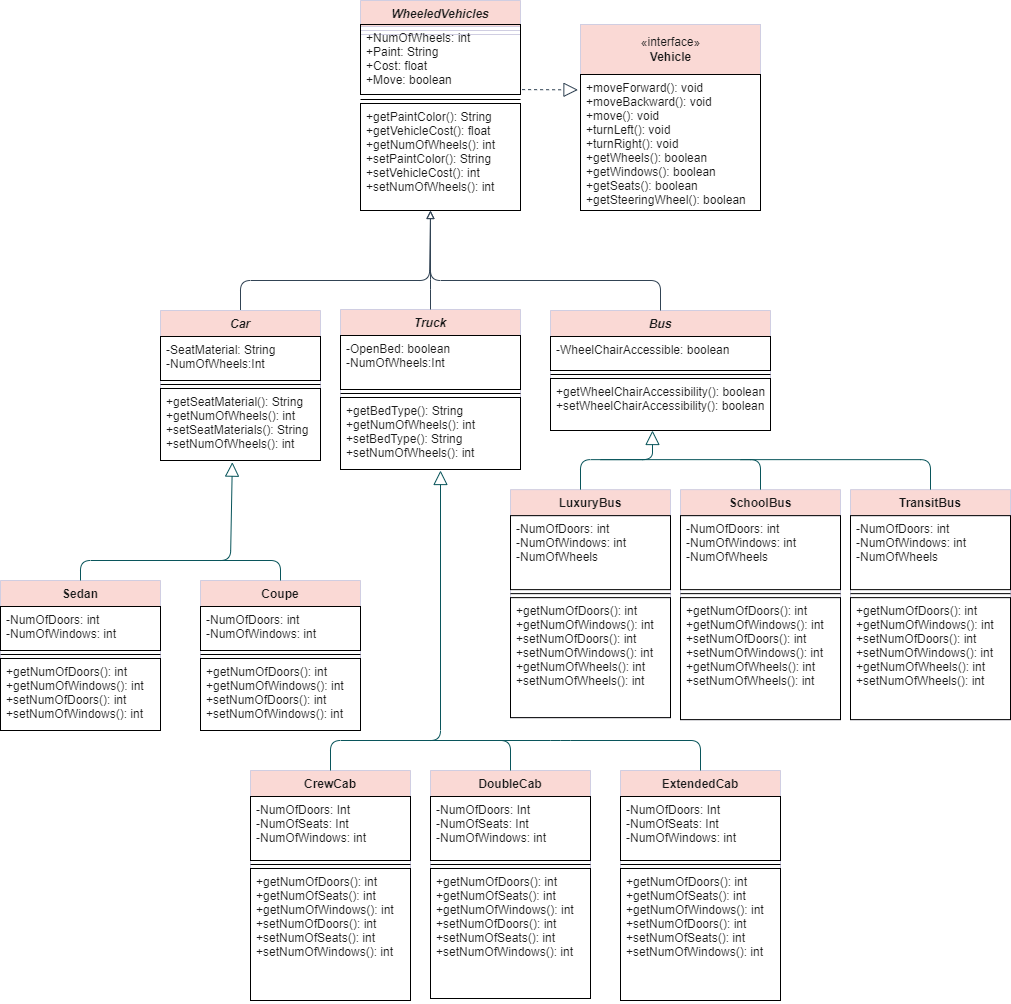 WheeledVehicles
+NumOfWheels: int
+Paint: String
+Cost: float
+Move: boolean
+getPaintColor(): String
+getVehicleCost(): float
+getNumOfWheels(): int
+setPaintColor(): String
+setVehicleCost(): int
+setNumOfWheels(): int
«interface»
Vehicle
+moveForward(): void
+moveBackward(): void
+move(): void
+turnLeft(): void
+turnRight(): void
+getWheels(): boolean
+getWindows(): boolean
+getSeats(): boolean
+getSteeringWheel(): boolean
Car
-SeatMaterial: String
-NumOfWheels:Int
+getSeatMaterial(): String
+getNumOfWheels(): int
+setSeatMaterials(): String
+setNumOfWheels(): int
Truck
-OpenBed: boolean
-NumOfWheels:Int
+getBedType(): String
+getNumOfWheels(): int
+setBedType(): String
+setNumOfWheels(): int
Bus
-WheelChairAccessible: boolean
+getWheelChairAccessibility(): boolean
+setWheelChairAccessibility(): boolean
LuxuryBus
-NumOfDoors: int
-NumOfWindows: int
-NumOfWheels
+getNumOfDoors(): int
+getNumOfWindows(): int
+setNumOfDoors(): int
+setNumOfWindows(): int
+getNumOfWheels(): int
+setNumOfWheels(): int
SchoolBus
-NumOfDoors: int
-NumOfWindows: int
-NumOfWheels
+getNumOfDoors(): int
+getNumOfWindows(): int
+setNumOfDoors(): int
+setNumOfWindows(): int
+getNumOfWheels(): int
+setNumOfWheels(): int
TransitBus
-NumOfDoors: int
-NumOfWindows: int
-NumOfWheels
+getNumOfDoors(): int
+getNumOfWindows(): int
+setNumOfDoors(): int
+setNumOfWindows(): int
+getNumOfWheels(): int
+setNumOfWheels(): int
Sedan
-NumOfDoors: int
-NumOfWindows: int
+getNumOfDoors(): int
+getNumOfWindows(): int
+setNumOfDoors(): int
+setNumOfWindows(): int
Coupe
-NumOfDoors: int
-NumOfWindows: int
+getNumOfDoors(): int
+getNumOfWindows(): int
+setNumOfDoors(): int
+setNumOfWindows(): int
CrewCab
-NumOfDoors: Int
-NumOfSeats: Int
-NumOfWindows: int
+getNumOfDoors(): int
+getNumOfSeats(): int
+getNumOfWindows(): int
+setNumOfDoors(): int
+setNumOfSeats(): int
+setNumOfWindows(): int
DoubleCab
-NumOfDoors: Int
-NumOfSeats: Int
-NumOfWindows: int
+getNumOfDoors(): int
+getNumOfSeats(): int
+getNumOfWindows(): int
+setNumOfDoors(): int
+setNumOfSeats(): int
+setNumOfWindows(): int
ExtendedCab
-NumOfDoors: Int
-NumOfSeats: Int
-NumOfWindows: int
+getNumOfDoors(): int
+getNumOfSeats(): int
+getNumOfWindows(): int
+setNumOfDoors(): int
+setNumOfSeats(): int
+setNumOfWindows(): int